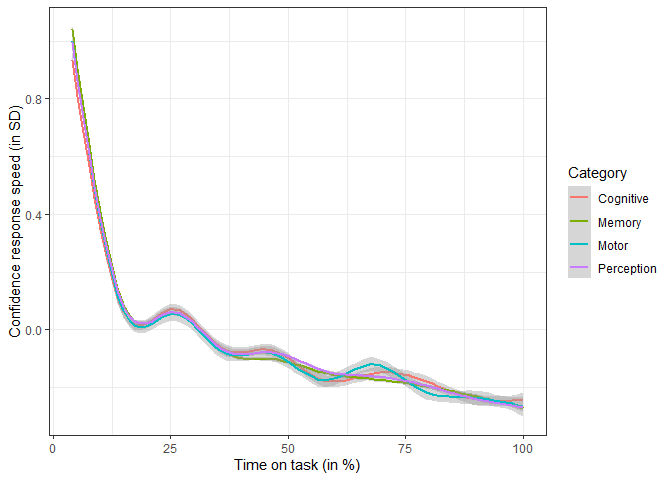 Confidence response speed (in SD)
0.8
0.4
0.0
0
25
50
75
100
Time on task (in %)
Category
Cognitive
Memory
Motor
Perception